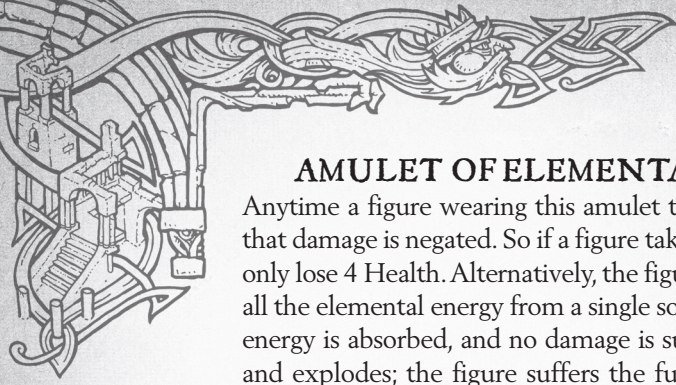 AMULET OF ELEMENTA
Anytime a figure wearing this amulet t
that damage is negated. So if a figure tak
only lose 4 Health. Alternatively, the figu
all the elemental energy from a single so
energy is absorbed, and no damage is su
and explodes; the figure suffers the fu